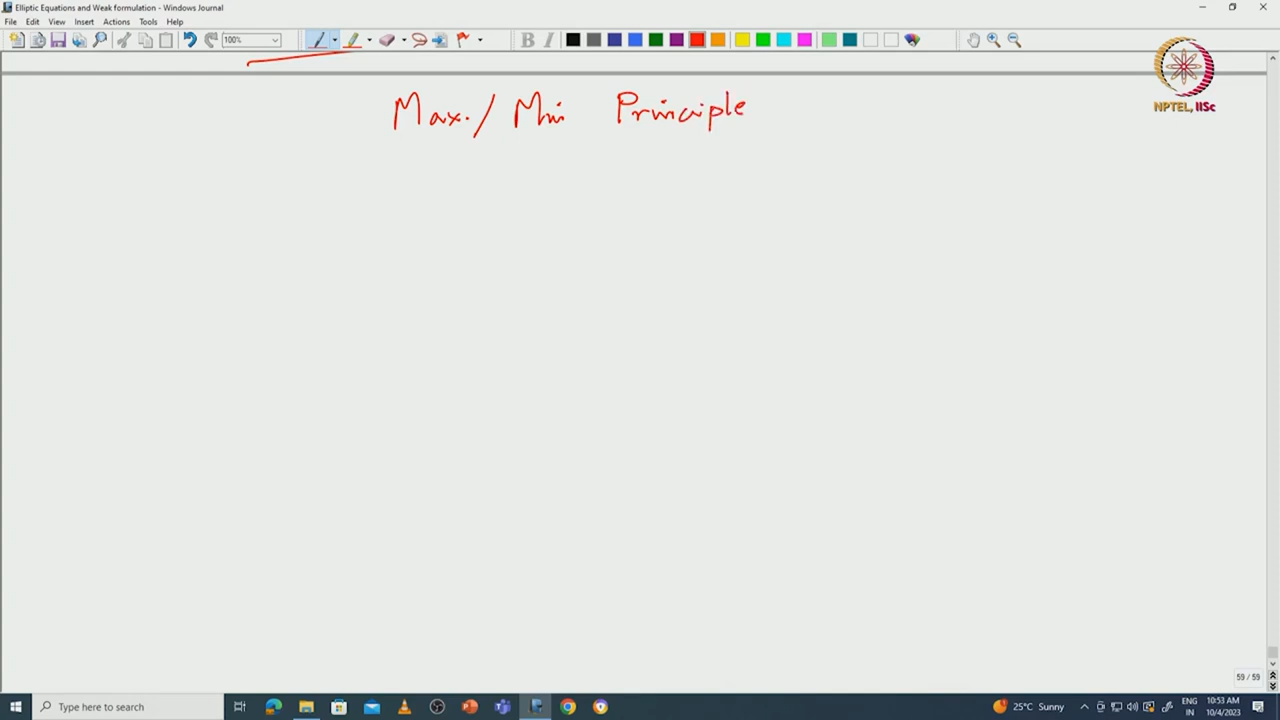 Elliptic Equations and Weak formulation - Windows Journal
File Edit View Insert Actions Tools Help
100%
B I
NPTEL, IISc
Max./ Min Principle
59 / 59
Type here to search
25°C Sunny
ENG
IN
10:53 AM
10/4/2023